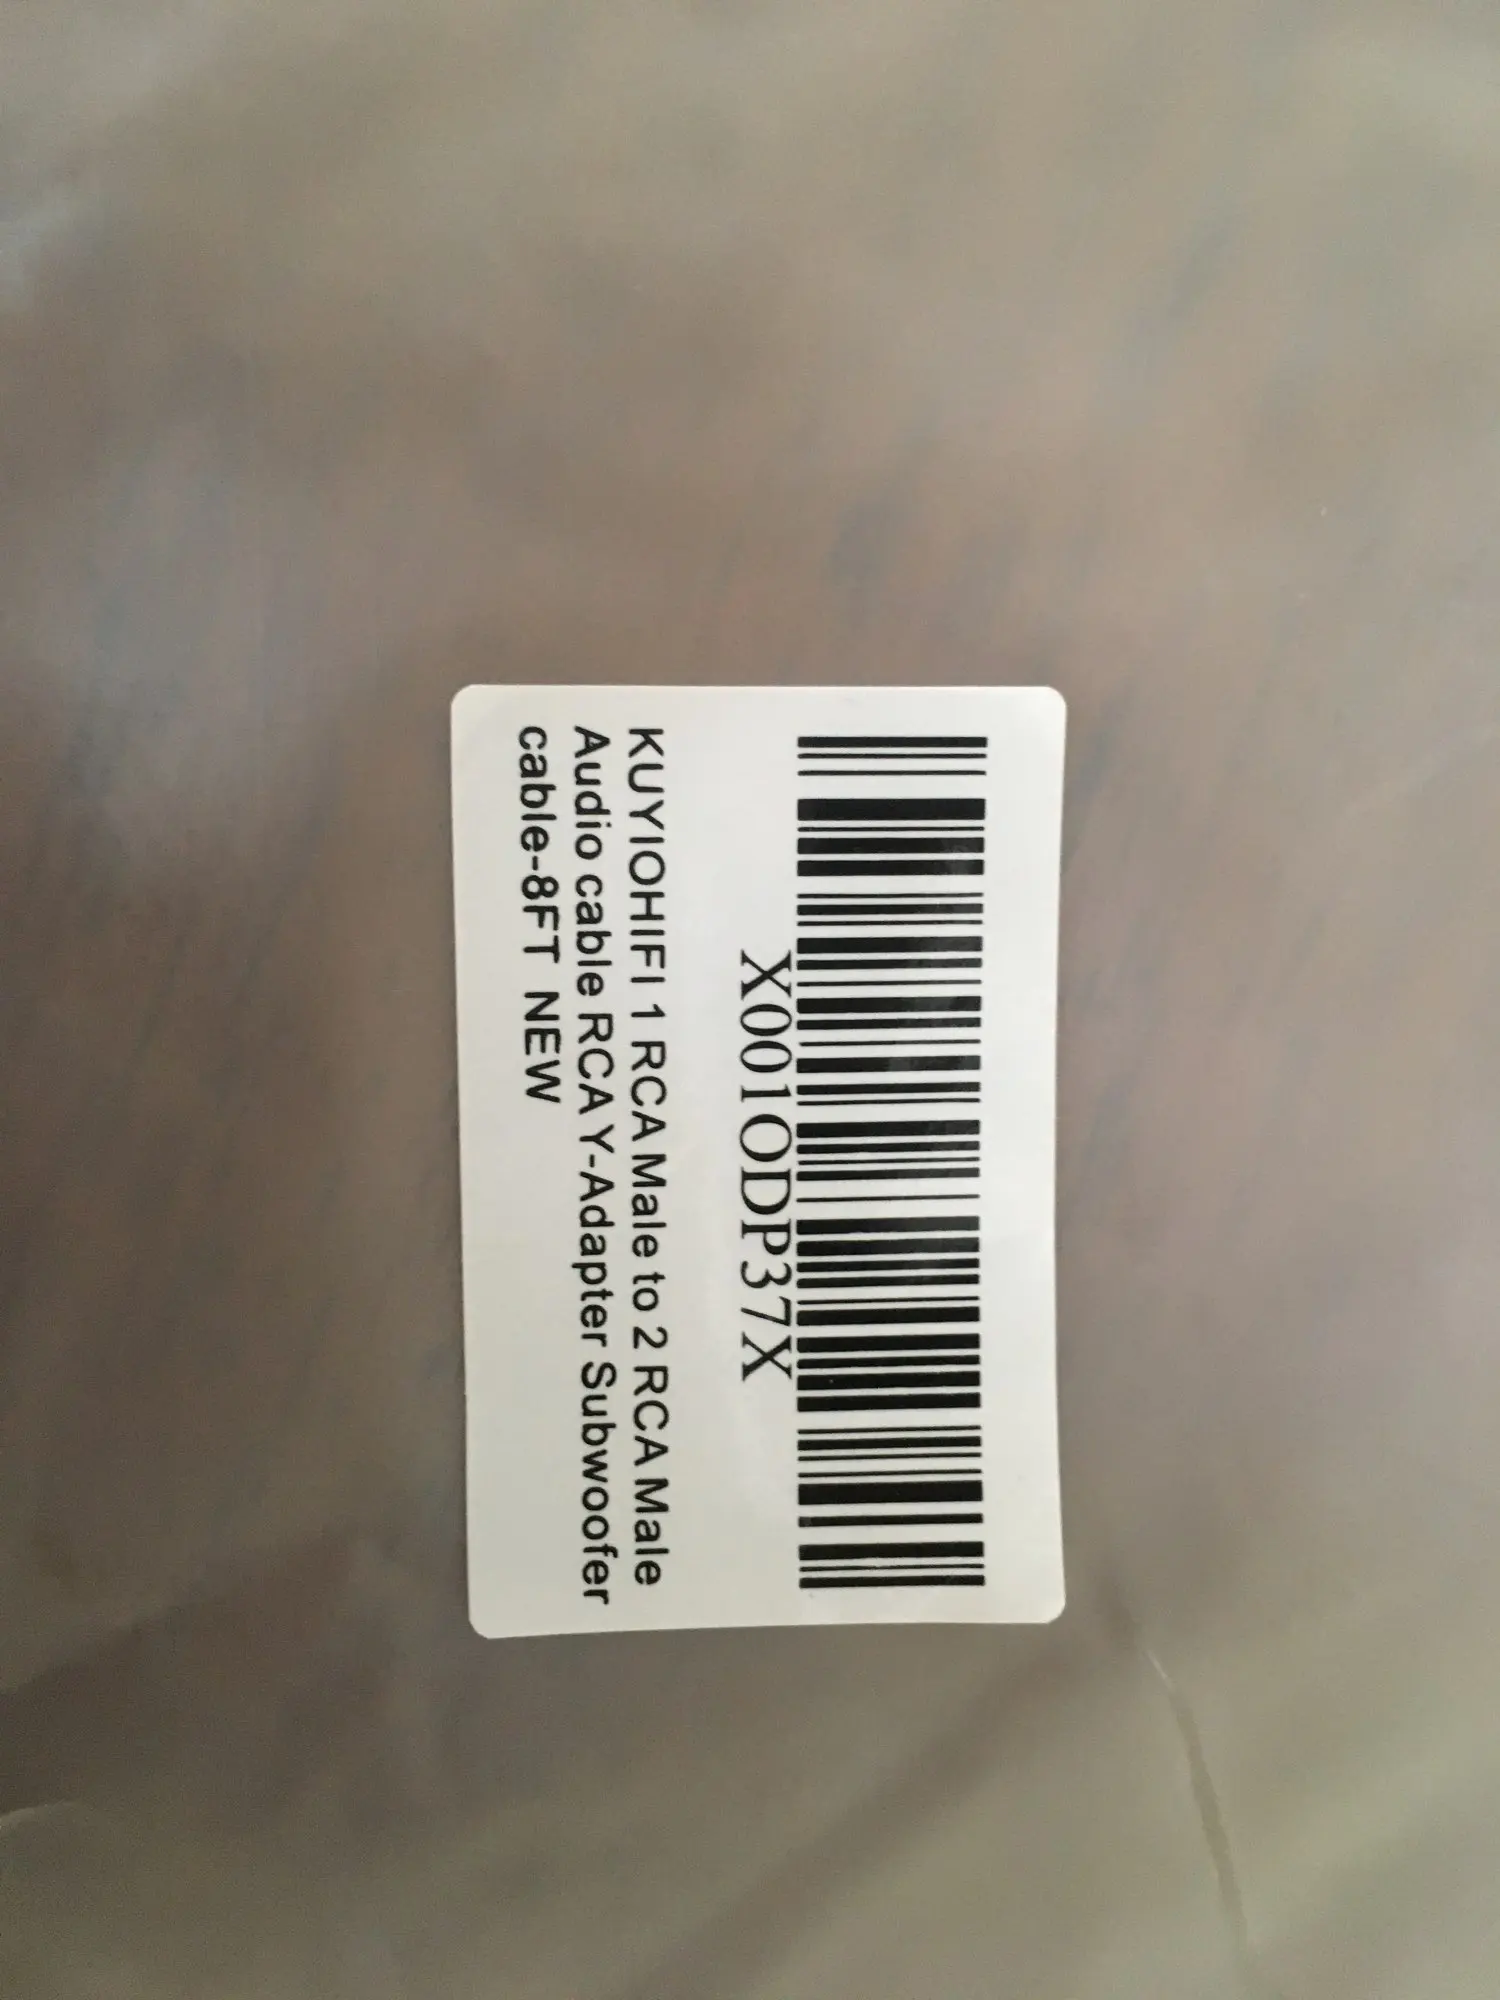 X001ODP37X
KUYIOHIFI 1 RCA Male to 2 RCA Male
Audio cable RCA Y-Adapter Subwoofer
cable-8FT NEW